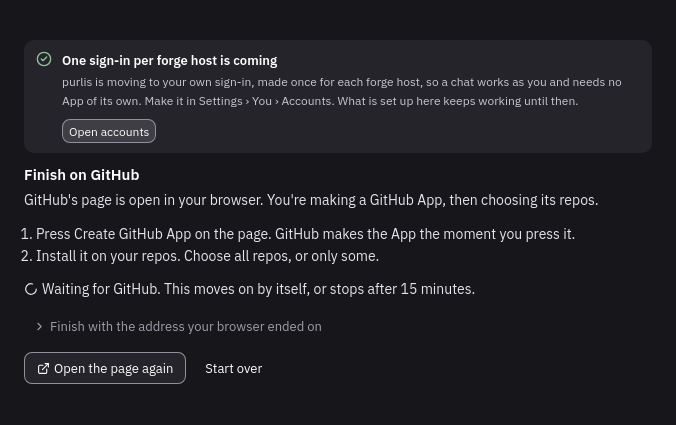 One sign-in per forge host is coming
purlis is moving to your own sign-in, made once for each forge host, so a chat works as you and needs no
App of its own. Make it in Settings › You › Accounts. What is set up here keeps working until then.
Open accounts
Finish on GitHub
GitHub's page is open in your browser. You're making a GitHub App, then choosing its repos.
1. Press Create GitHub App on the page. GitHub makes the App the moment you press it.
2. Install it on your repos. Choose all repos, or only some.
Waiting for GitHub. This moves on by itself, or stops after 15 minutes.
Finish with the address your browser ended on
Open the page again
Start over